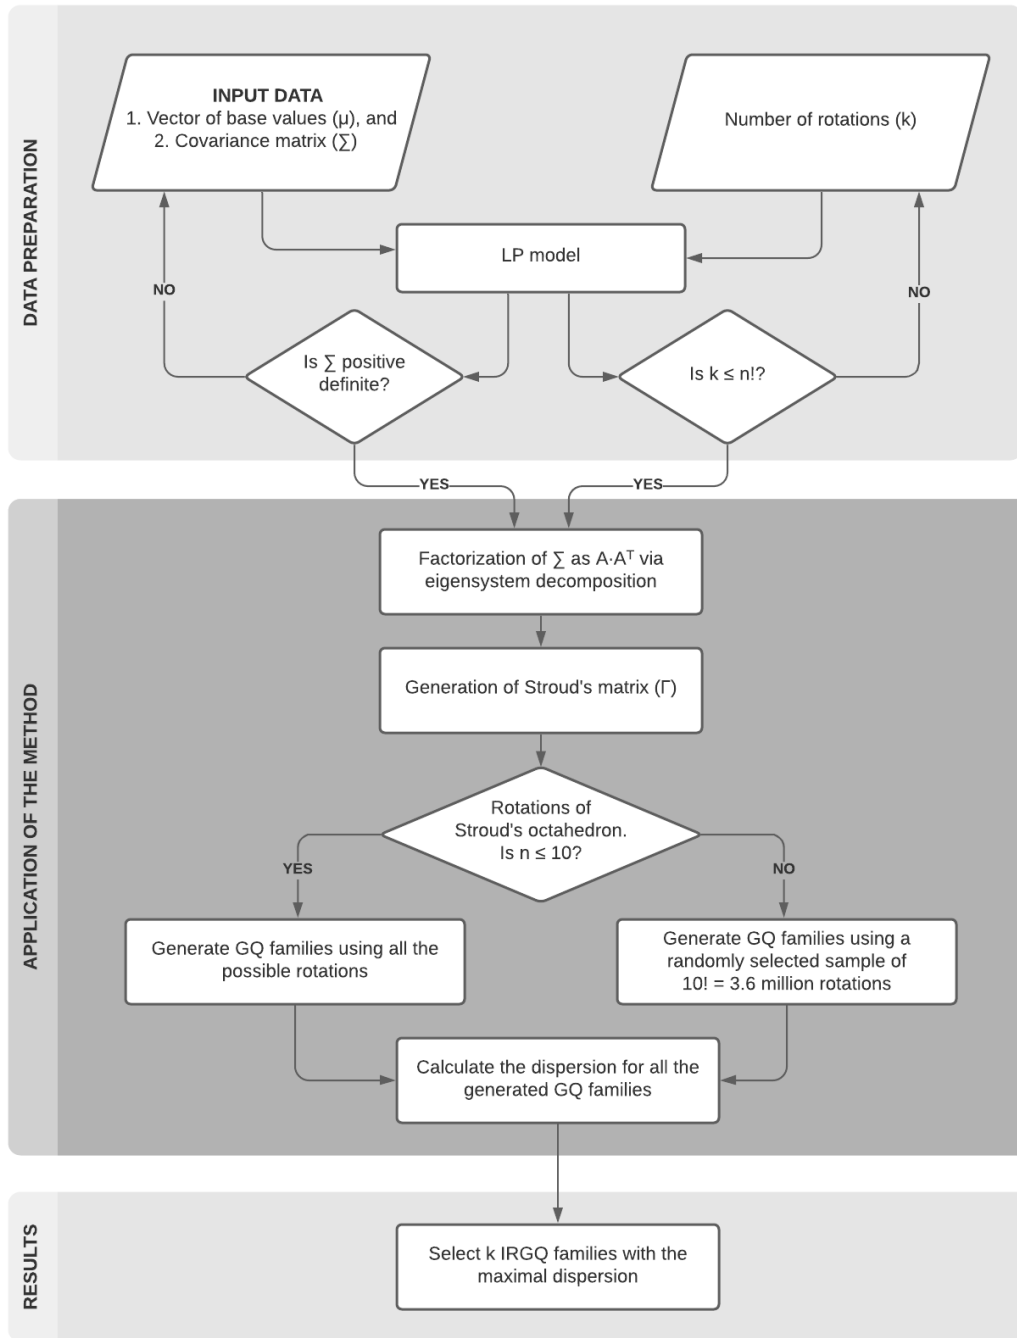 DATA PREPARATION
INPUT DATA
1. Vector of base values (μ), and
2. Covariance matrix (∑)
Number of rotations (k)
LP model
NO
NO
Is ∑ positive
definite?
Is k ≤ n!?
YES
YES
APPLICATION OF THE METHOD
Factorization of ∑ as A·Aᵀ via
eigensystem decomposition
Generation of Stroud's matrix (Γ)
Rotations of
Stroud's octahedron.
Is n ≤ 10?
YES
NO
Generate GQ families using all the
possible rotations
Generate GQ families using a
randomly selected sample of
10! = 3.6 million rotations
Calculate the dispersion for all the
generated GQ families
RESULTS
Select k IRGQ families with the
maximal dispersion